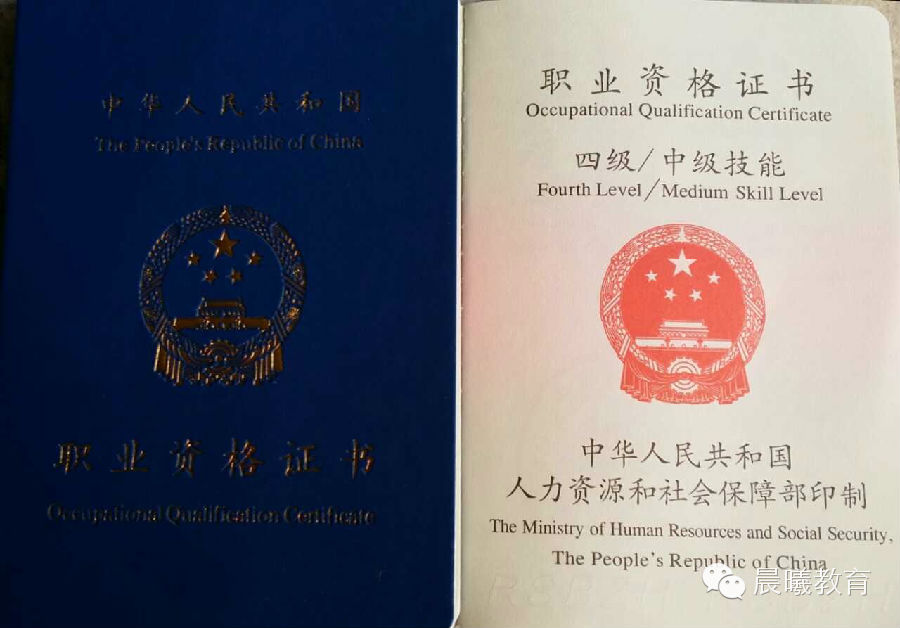 中华人民共和国
The People's Republic of China
职业资格证书
Occupational Qualification Certificate
职业资格证书
Occupational Qualification Certificate
四级/中级技能
Fourth Level/Medium Skill Level
中华人民共和国
人力资源和社会保障部印制
The Ministry of Human Resources and Social Security,
The People's Republic of China
晨曦教育